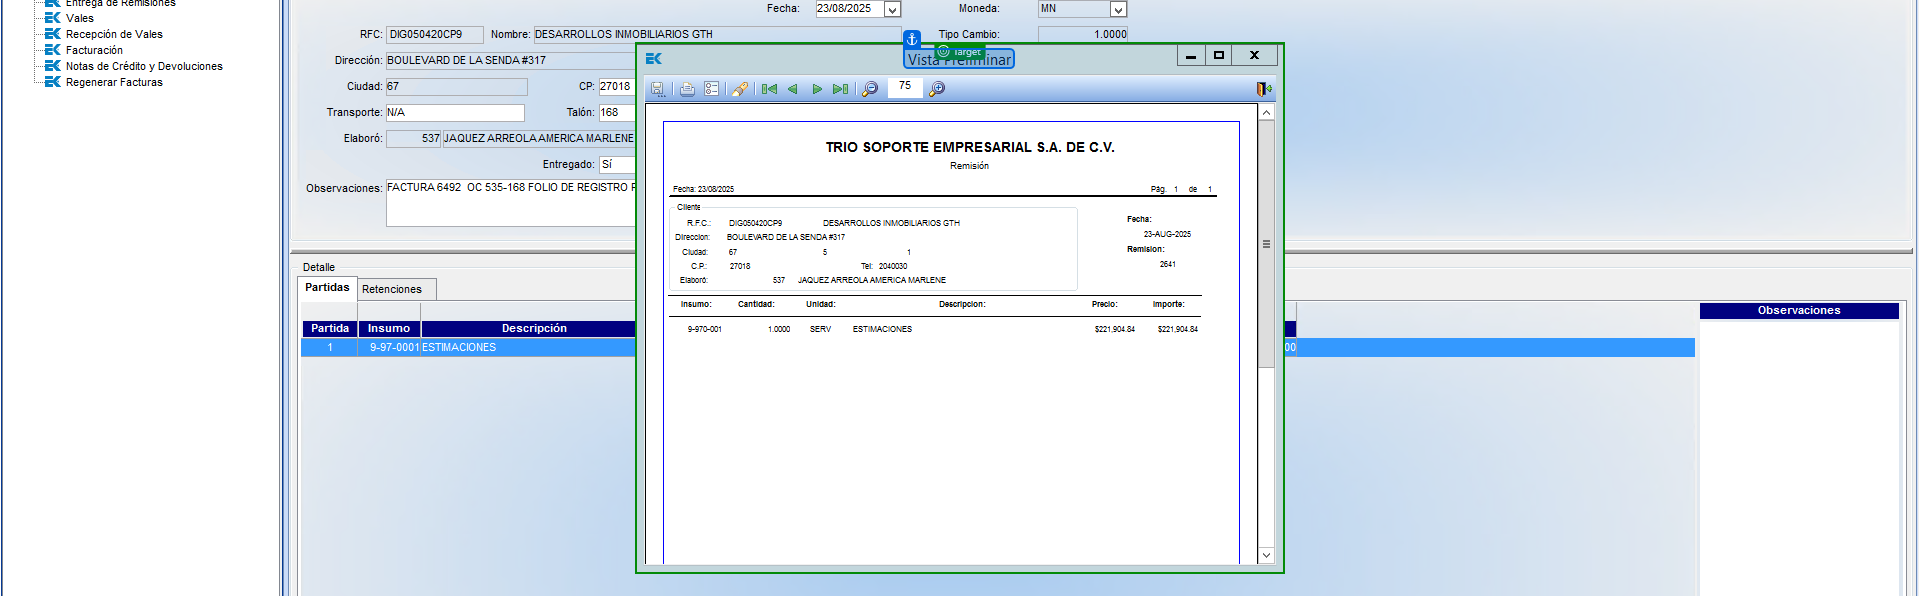 Entrega de Remisiones
Vales
Recepción de Vales
Facturación
Notas de Crédito y Devoluciones
Regenerar Facturas
Fecha: 23/08/2025 Moneda: MN
RFC: DIG050420CP9 Nombre: DESARROLLOS INMOBILIARIOS GTH Tipo Cambio: 1.0000
Dirección: BOULEVARD DE LA SENDA #317
Ciudad: 67 CP: 27018
Transporte: N/A Talón: 168
Elaboró: 537 JAQUEZ ARREOLA AMERICA MARLENE
Entregado: Sí
Observaciones: FACTURA 6492 OC 535-168 FOLIO DE REGISTRO
Detalle
Partidas Retenciones
Partida Insumo Descripción
1 9-97-0001 ESTIMACIONES
00
Observaciones
Target
Vista Preliminar
75
TRIO SOPORTE EMPRESARIAL S.A. DE C.V.
Remisión
Fecha: 23/08/2025 Pág. 1 de 1
Cliente
R.F.C.: DIG050420CP9 DESARROLLOS INMOBILIARIOS GTH
Direccion: BOULEVARD DE LA SENDA #317
Ciudad: 67 5 1
C.P.: 27018 Tel: 2040030
Elaboró: 537 JAQUEZ ARREOLA AMERICA MARLENE
Fecha:
23-AUG-2025
Remision:
2641
Insumo: Cantidad: Unidad: Descripcion: Precio: Importe:
9-970-001 1.0000 SERV ESTIMACIONES $221,904.84 $221,904.84